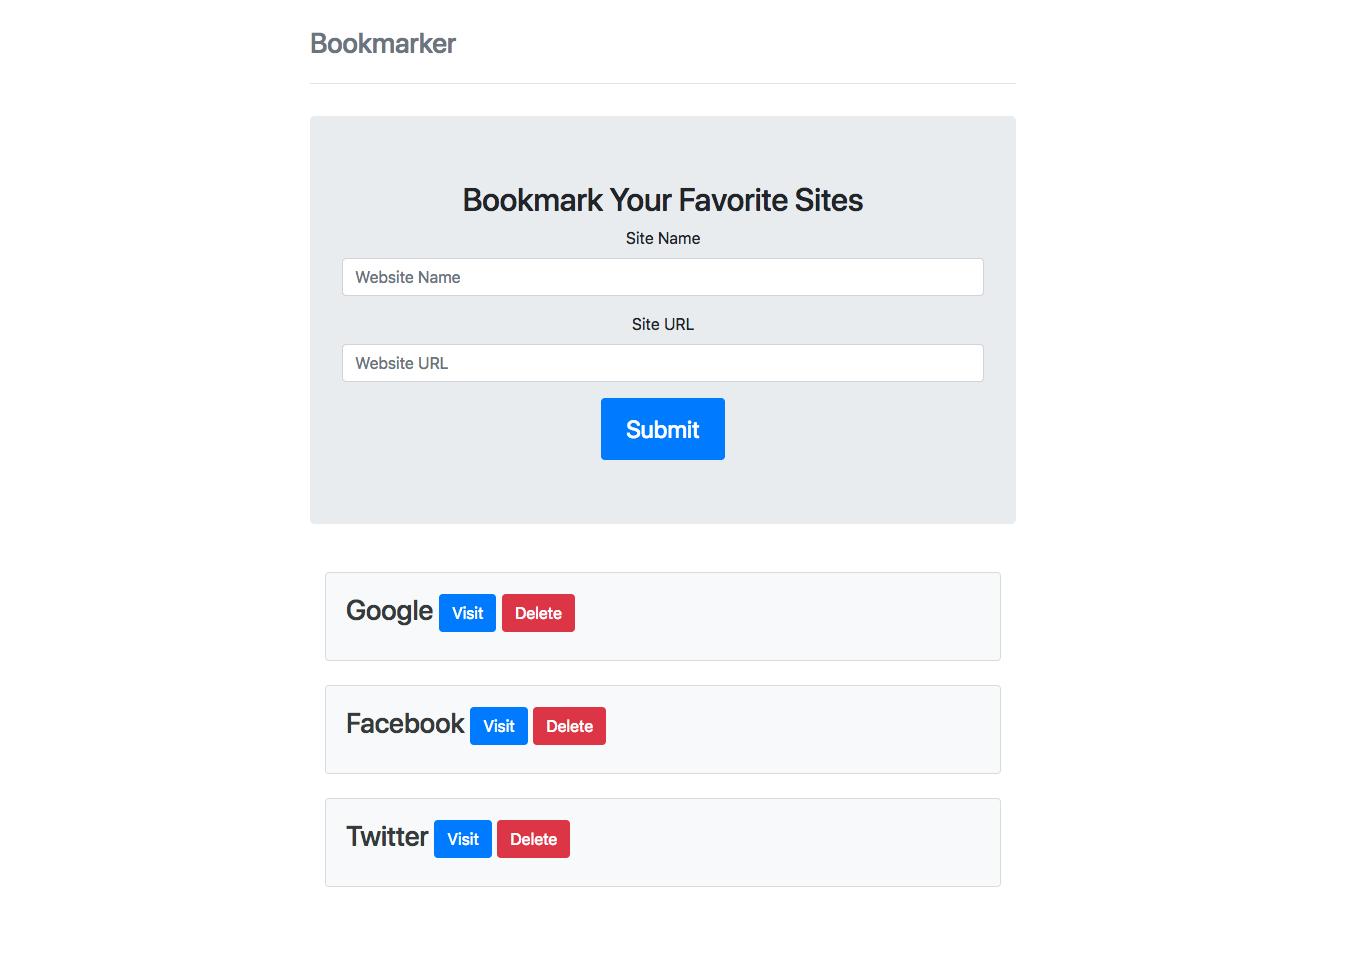 Bookmarker
Bookmark Your Favorite Sites
Site Name
Website Name
Site URL
Website URL
Submit
Google Visit Delete
Facebook Visit Delete
Twitter Visit Delete